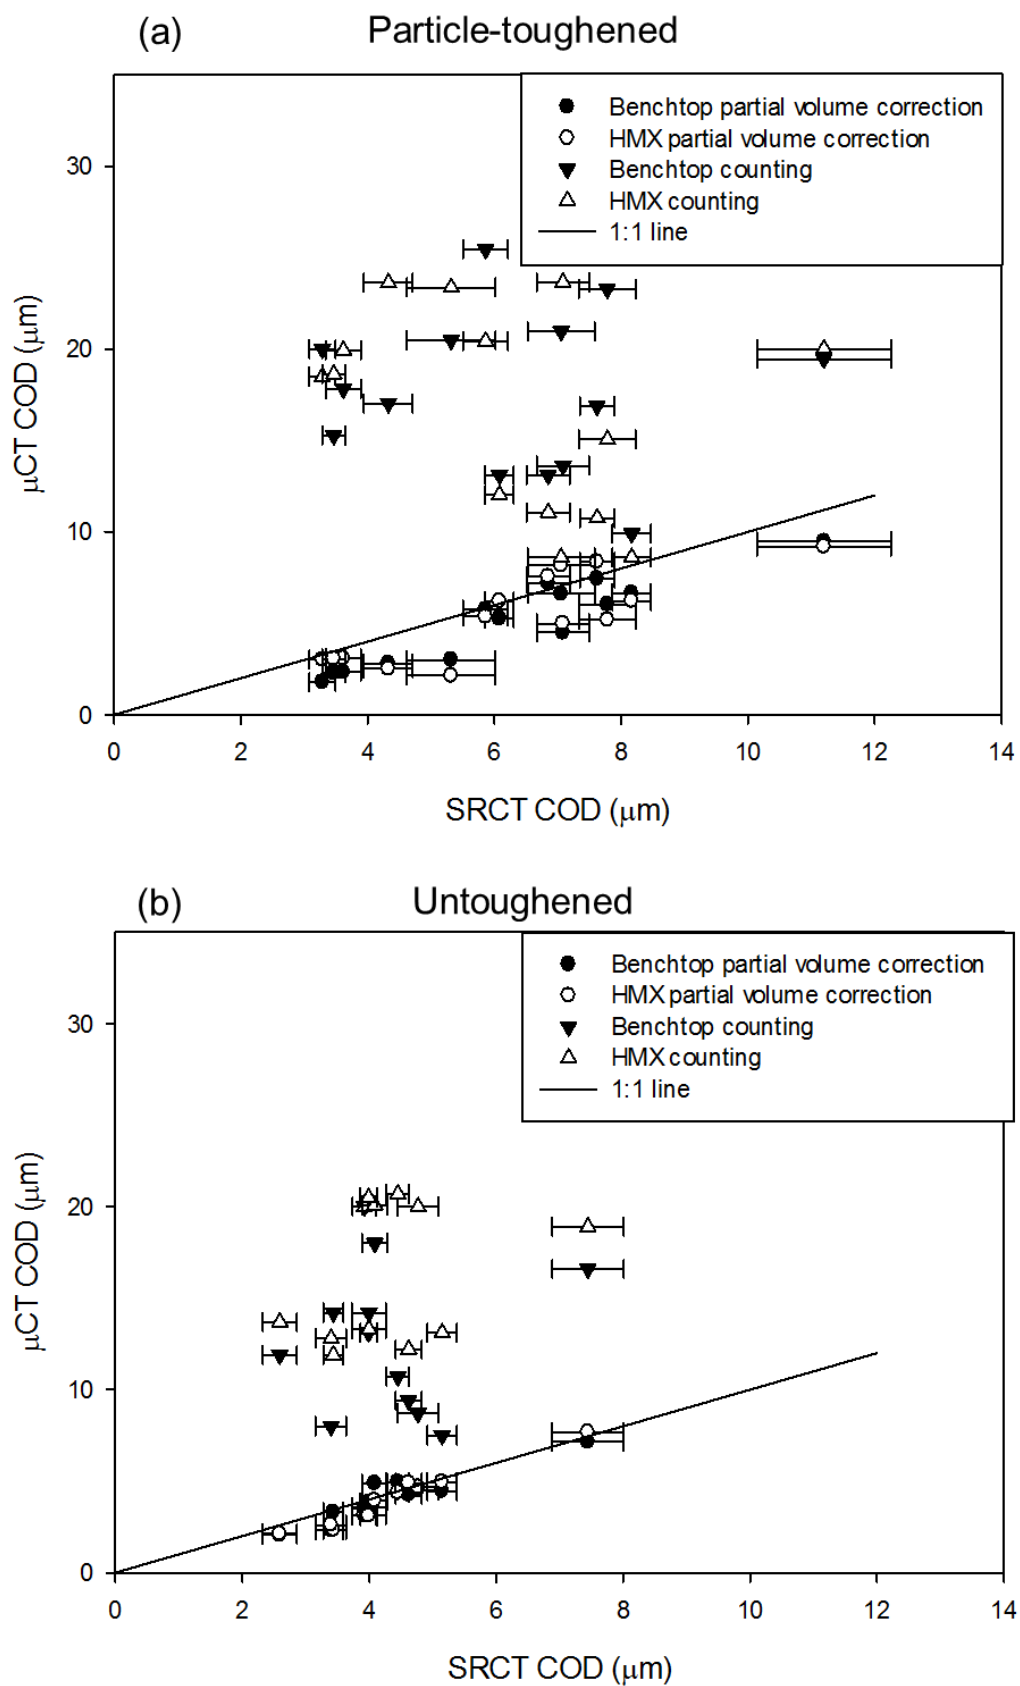 (a) Particle-toughened
Benchtop partial volume correction
HMX partial volume correction
Benchtop counting
HMX counting
1:1 line
30
20
10
0
μCT COD (μm)
0 2 4 6 8 10 12 14
SRCT COD (μm)
(b) Untoughened
Benchtop partial volume correction
HMX partial volume correction
Benchtop counting
HMX counting
1:1 line
30
20
10
0
μCT COD (μm)
0 2 4 6 8 10 12 14
SRCT COD (μm)